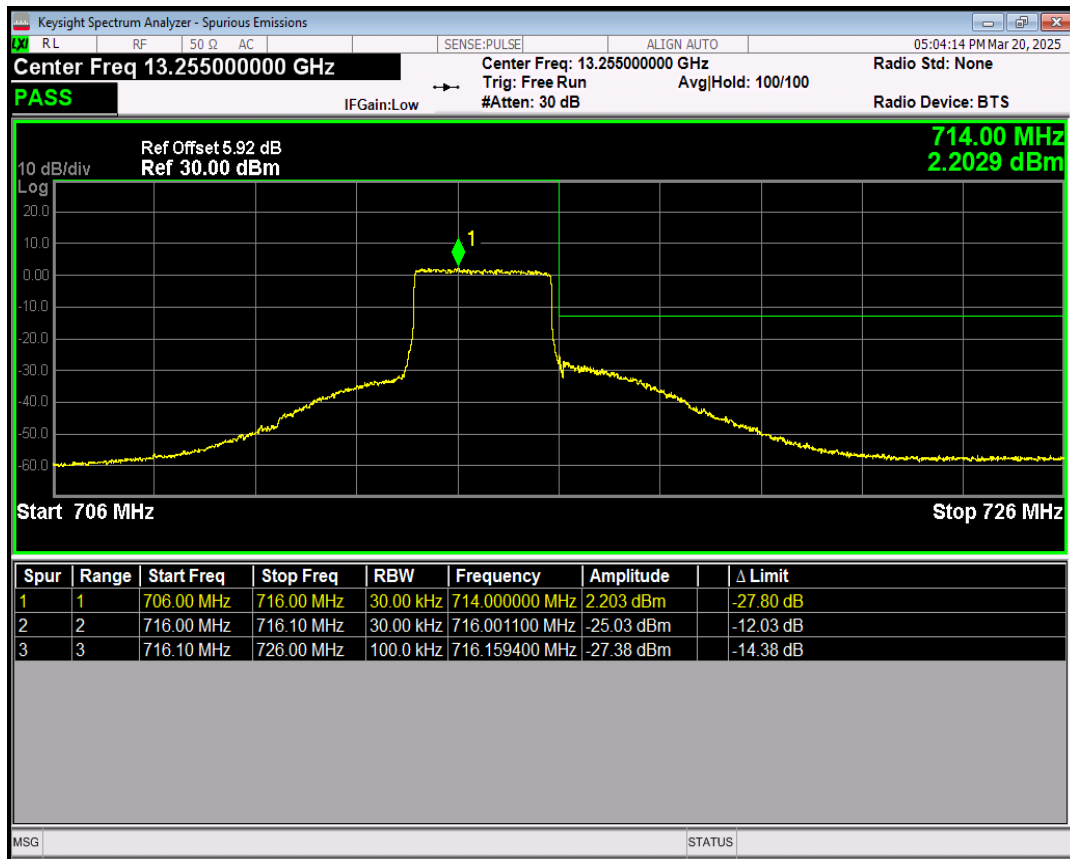 Keysight Spectrum Analyzer - Spurious Emissions
LXI RL RF 50 Ω AC SENSE:PULSE ALIGN AUTO 05:04:14 PM Mar 20, 2025
Center Freq 13.255000000 GHz Center Freq: 13.255000000 GHz Radio Std: None
Trig: Free Run Avg|Hold: 100/100
PASS IFGain:Low #Atten: 30 dB Radio Device: BTS
714.00 MHz
Ref Offset 5.92 dB
10 dB/div Ref 30.00 dBm 2.2029 dBm
Log
20.0
10.0 1
0.00
-10.0
-20.0
-30.0
-40.0
-50.0
-60.0
Start 706 MHz Stop 726 MHz
Spur Range Start Freq Stop Freq RBW Frequency Amplitude Δ Limit
1 1 706.00 MHz 716.00 MHz 30.00 kHz 714.000000 MHz 2.203 dBm -27.80 dB
2 2 716.00 MHz 716.10 MHz 30.00 kHz 716.001100 MHz -25.03 dBm -12.03 dB
3 3 716.10 MHz 726.00 MHz 100.0 kHz 716.159400 MHz -27.38 dBm -14.38 dB
MSG STATUS